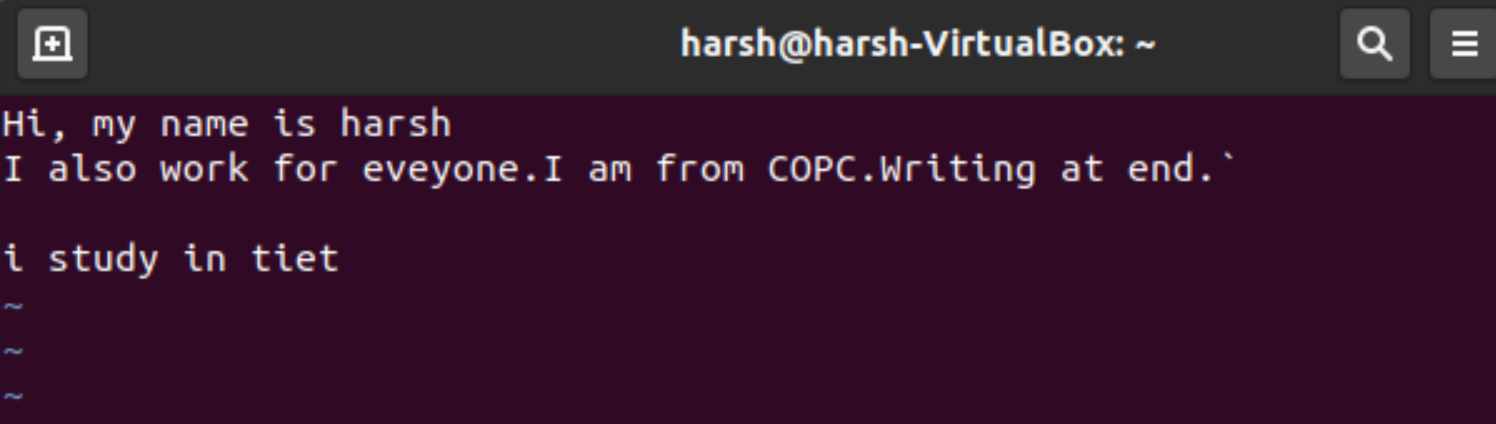 harsh@harsh-VirtualBox: ~
Hi, my name is harsh
I also work for eveyone.I am from COPC.Writing at end.`
i study in tiet
~
~
~